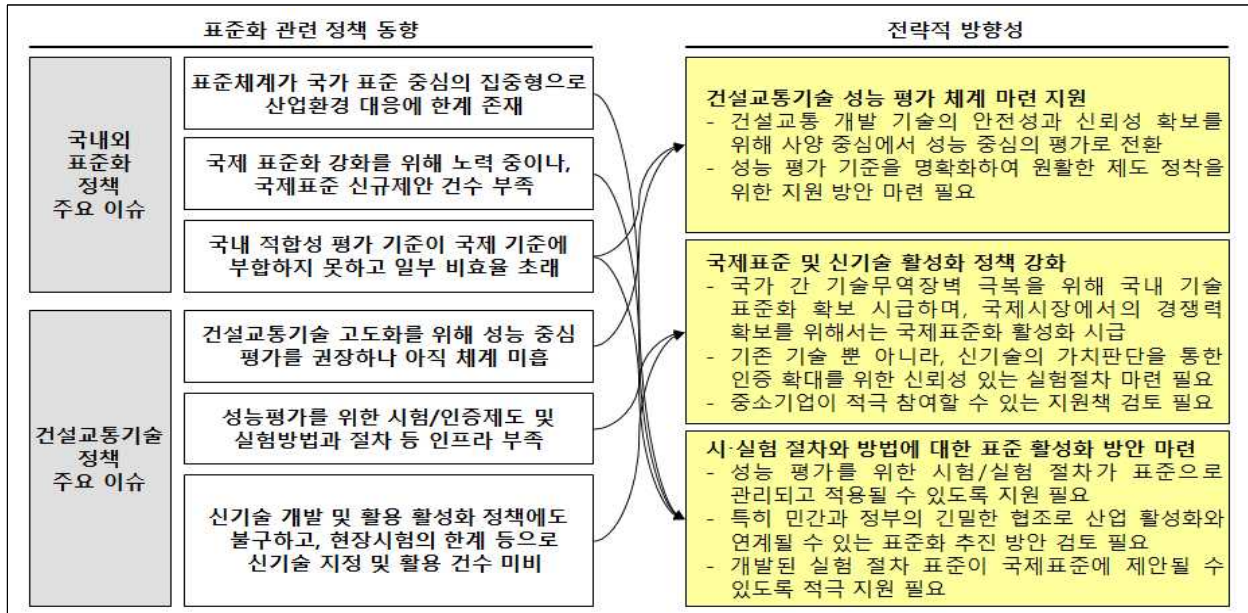 표준화 관련 정책 동향
전략적 방향성
국내외
표준화
정책
주요 이슈
표준체계가 국가 표준 중심의 집중형으로
산업환경 대응에 한계 존재
국제 표준화 강화를 위해 노력 중이나,
국제표준 신규제안 건수 부족
국내 적합성 평가 기준이 국제 기준에
부합하지 못하고 일부 비효율 초래
건설교통기술
정책
주요 이슈
건설교통기술 고도화를 위해 성능 중심
평가를 권장하나 아직 체계 미흡
성능평가를 위한 시험/인증제도 및
실험방법과 절차 등 인프라 부족
신기술 개발 및 활용 활성화 정책에도
불구하고, 현장시험의 한계 등으로
신기술 지정 및 활용 건수 미비
건설교통기술 성능 평가 체계 마련 지원
- 건설교통 개발 기술의 안전성과 신뢰성 확보를
위해 사양 중심에서 성능 중심의 평가로 전환
- 성능 평가 기준을 명확화하여 원활한 제도 정착을
위한 지원 방안 마련 필요
국제표준 및 신기술 활성화 정책 강화
- 국가 간 기술무역장벽 극복을 위해 국내 기술
표준화 확보 시급하며, 국제시장에서의 경쟁력
확보를 위해서는 국제표준화 활성화 시급
- 기존 기술 뿐 아니라, 신기술의 가치판단을 통한
인증 확대를 위한 신뢰성 있는 실험절차 마련 필요
- 중소기업이 적극 참여할 수 있는 지원책 검토 필요
시·실험 절차와 방법에 대한 표준 활성화 방안 마련
- 성능 평가를 위한 시험/실험 절차가 표준으로
관리되고 적용될 수 있도록 지원 필요
- 특히 민간과 정부의 긴밀한 협조로 산업 활성화와
연계될 수 있는 표준화 추진 방안 검토 필요
- 개발된 실험 절차 표준이 국제표준에 제안될 수
있도록 적극 지원 필요